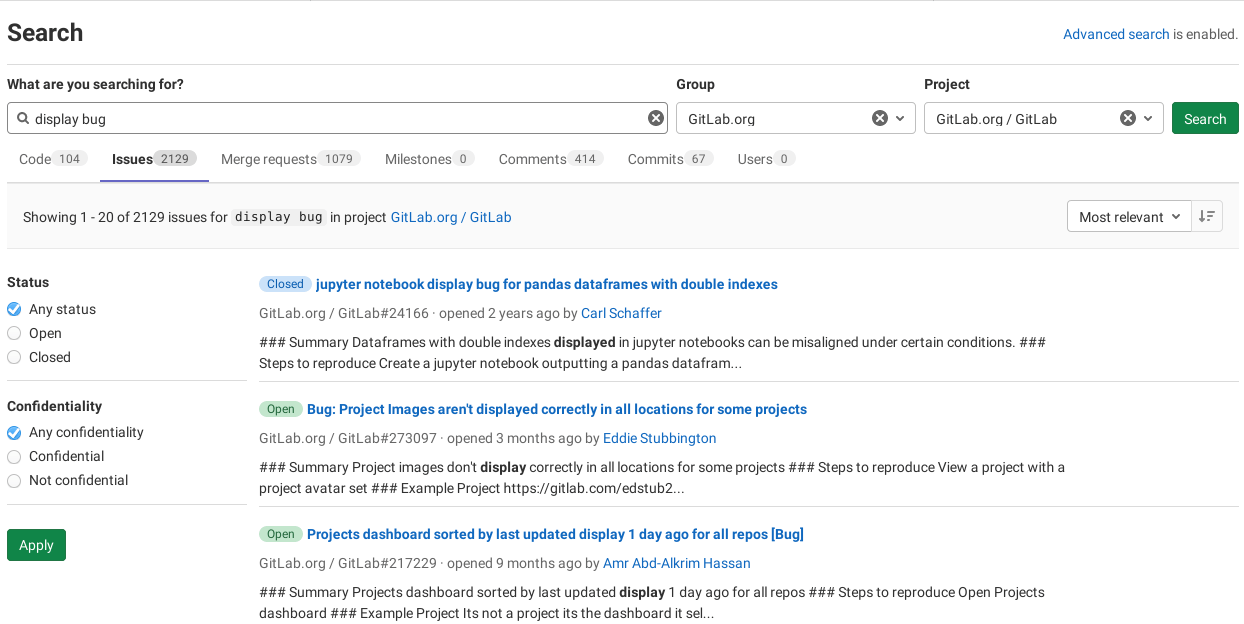 Search
Advanced search is enabled.
What are you searching for?
Group
Project
display bug
GitLab.org
GitLab.org / GitLab
Search
Code 104
Issues 2129
Merge requests 1079
Milestones 0
Comments 414
Commits 67
Users 0
Showing 1 - 20 of 2129 issues for display bug in project GitLab.org / GitLab
Most relevant
Status
Any status
Open
Closed
Confidentiality
Any confidentiality
Confidential
Not confidential
Apply
Closed jupyter notebook display bug for pandas dataframes with double indexes
GitLab.org / GitLab#24166 · opened 2 years ago by Carl Schaffer
### Summary Dataframes with double indexes displayed in jupyter notebooks can be misaligned under certain conditions. ###
Steps to reproduce Create a jupyter notebook outputting a pandas datafram...
Open Bug: Project Images aren't displayed correctly in all locations for some projects
GitLab.org / GitLab#273097 · opened 3 months ago by Eddie Stubbington
### Summary Project images don't display correctly in all locations for some projects ### Steps to reproduce View a project with a
project avatar set ### Example Project https://gitlab.com/edstub2...
Open Projects dashboard sorted by last updated display 1 day ago for all repos [Bug]
GitLab.org / GitLab#217229 · opened 9 months ago by Amr Abd-Alkrim Hassan
### Summary Projects dashboard sorted by last updated display 1 day ago for all repos ### Steps to reproduce Open Projects
dashboard ### Example Project Its not a project its the dashboard it sel...